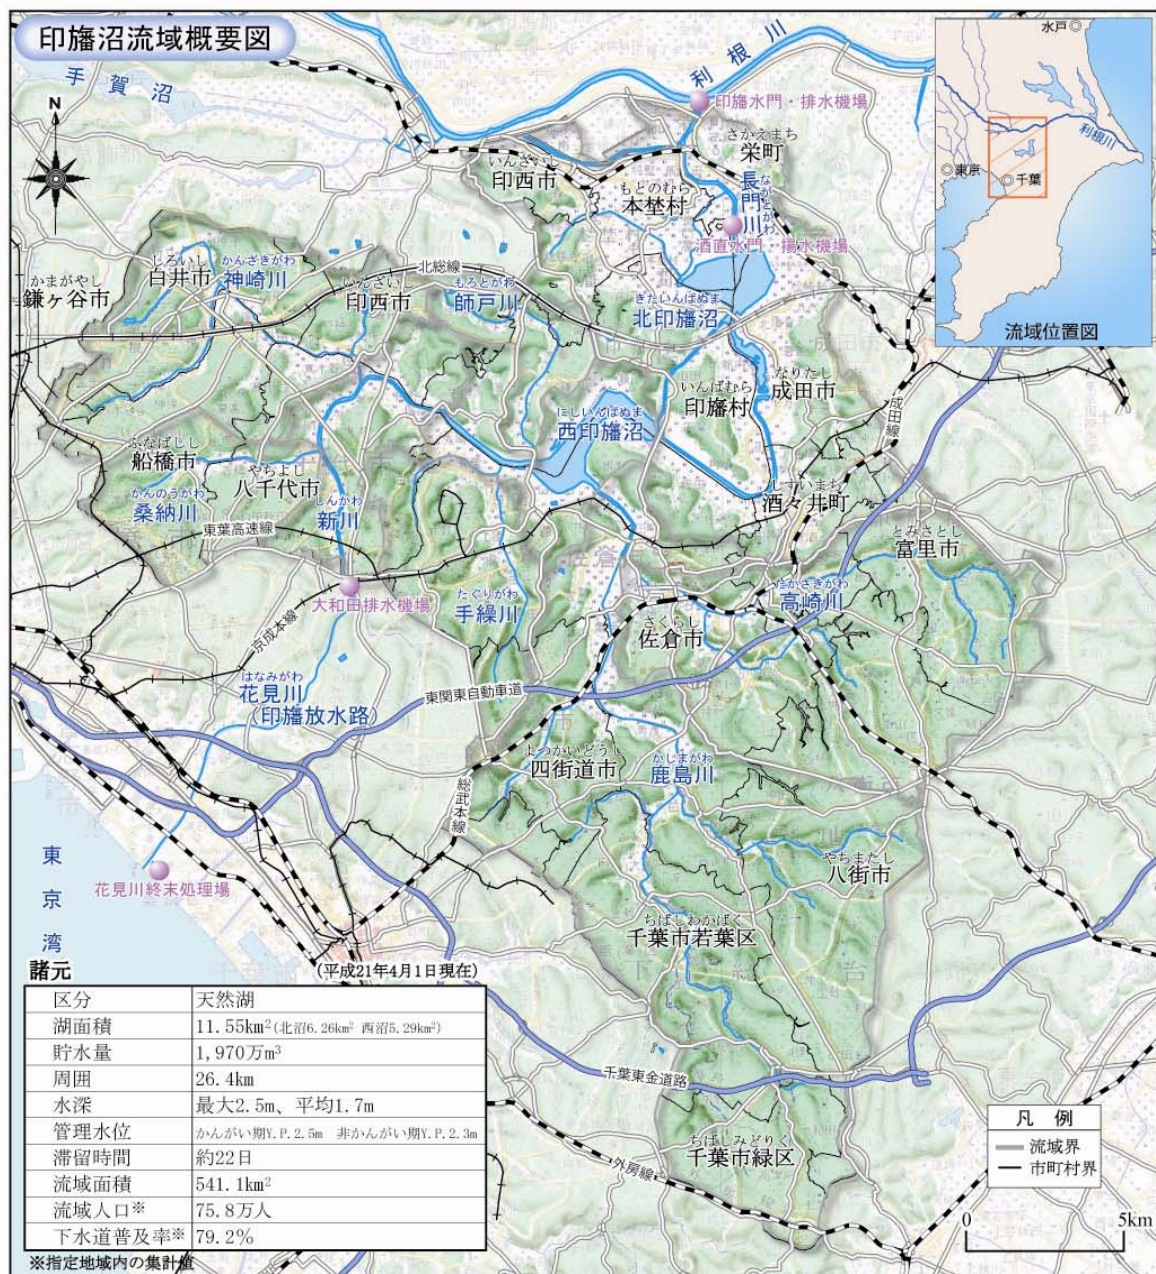 印旛沼流域概要図
手賀沼
N
利根川
印旛水門・排水機場
水戸
利根川
東京
千葉
流域位置図
さかえまち
栄町
いんざいし
印西市
もとのむら
本埜村
ながとがわ
長門川
酒直水門・揚水機場
しろいし
白井市
かんざきがわ
神崎川
かまがやし
鎌ヶ谷市
いんざいし
印西市
北総線
もろとがわ
師戸川
きたいんばぬま
北印旛沼
なりたし
成田市
いんばむら
印旛村
成田線
にしいんばぬま
西印旛沼
ふなばしし
船橋市
やちよし
八千代市
かんのうがわ
桑納川
しんかわ
新川
東葉高速線
しすいまち
酒々井町
とみさとし
富里市
大和田排水機場
たぐりがわ
手繰川
たかさきがわ
高崎川
さくらし
佐倉市
京成本線
はなみがわ
花見川
(印旛放水路)
東関東自動車道
よつかいどうし
四街道市
かしまがわ
鹿島川
総武本線
やちまたし
八街市
東京湾
花見川終末処理場
ちばしわかばく
千葉市若葉区
千葉東金道路
ちばしみどりく
千葉市緑区
外房線
諸元
(平成21年4月1日現在)
区分 天然湖
湖面積 11.55km²(北沼6.26km² 西沼5.29km²)
貯水量 1,970万m³
周囲 26.4km
水深 最大2.5m、平均1.7m
管理水位 かんがい期Y.P.2.5m 非かんがい期Y.P.2.3m
滞留時間 約22日
流域面積 541.1km²
流域人口※ 75.8万人
下水道普及率※ 79.2%
※指定地域内の集計値
凡 例
流域界
市町村界
0 5km